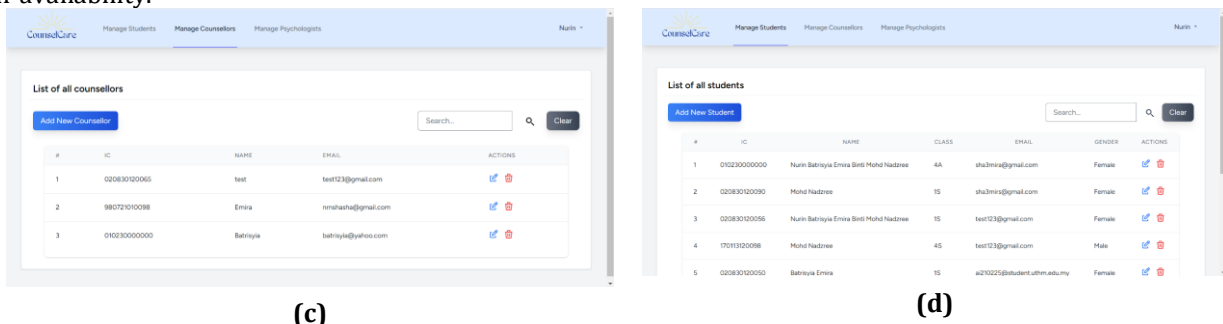 r availability.
CounselCare
Manage Students
Manage Counsellors
Manage Psychologists
Nurin
List of all counsellors
Add New Counsellor
Search...
Clear
# IC NAME EMAIL ACTIONS
1 020830120065 test test123@gmail.com
2 980721010098 Emira nrnshasha@gmail.com
3 010230000000 Batrisyia batrisyia@yahoo.com
(c)
CounselCare
Manage Students
Manage Counsellors
Manage Psychologists
Nurin
List of all students
Add New Student
Search...
Clear
# IC NAME CLASS EMAIL GENDER ACTIONS
1 010230000000 Nurin Batrisyia Emira Binti Mohd Nadzree 4A sha3mira@gmail.com Female
2 020830120090 Mohd Nadzree 1S sha3mirs@gmail.com Female
3 020830120056 Nurin Batrisyia Emira Binti Mohd Nadzree 1S test123@gmail.com Female
4 170113120098 Mohd Nadzree 4S test123@gmail.com Male
5 020830120050 Batrisyia Emira 1S ai210225@student.uthm.edu.my Female
(d)